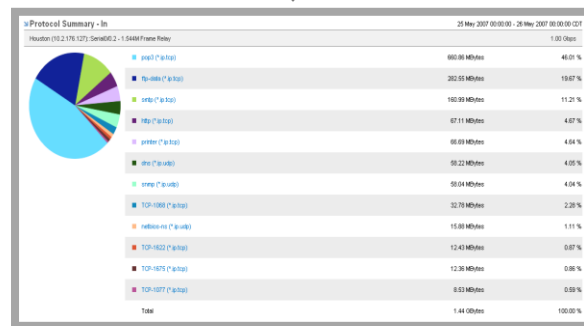 Protocol Summary - In 25 May 2007 00:00:00 - 26 May 2007 00:00:00 CDT
Houston (10.2.176.127)::Serial0/0.2 - 1.544M Frame Relay 1.00 Gbps
pop3 (*.ip.tcp) 660.86 MBytes 46.01 %
ftp-data (*.ip.tcp) 282.55 MBytes 19.67 %
smtp (*.ip.tcp) 160.99 MBytes 11.21 %
http (*.ip.tcp) 67.11 MBytes 4.67 %
printer (*.ip.tcp) 66.69 MBytes 4.64 %
dns (*.ip.udp) 58.22 MBytes 4.05 %
snmp (*.ip.udp) 58.04 MBytes 4.04 %
TCP-1088 (*.ip.tcp) 32.76 MBytes 2.28 %
netbios-ns (*.ip.udp) 15.88 MBytes 1.11 %
TCP-1622 (*.ip.tcp) 12.43 MBytes 0.87 %
TCP-1675 (*.ip.tcp) 12.36 MBytes 0.86 %
TCP-1077 (*.ip.tcp) 8.53 MBytes 0.59 %
Total 1.44 GBytes 100.00 %